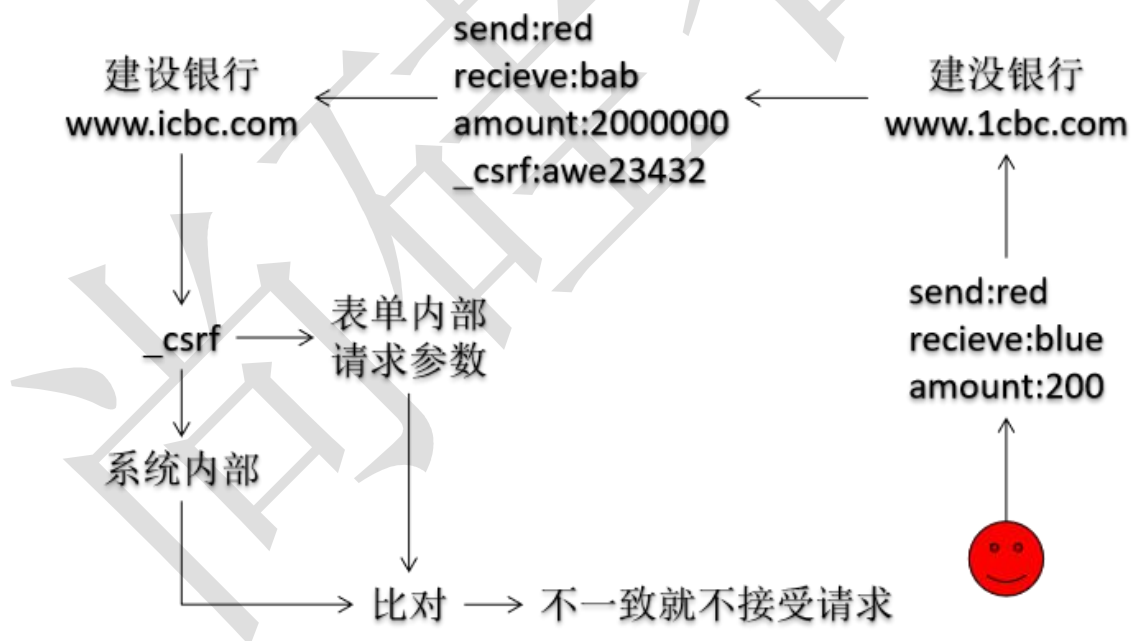 send:red
recieve:bab
amount:2000000
_csrf:awe23432
建设银行
www.icbc.com
建没银行
www.1cbc.com
send:red
recieve:blue
amount:200
_csrf
表单内部
请求参数
系统内部
比对
不一致就不接受请求